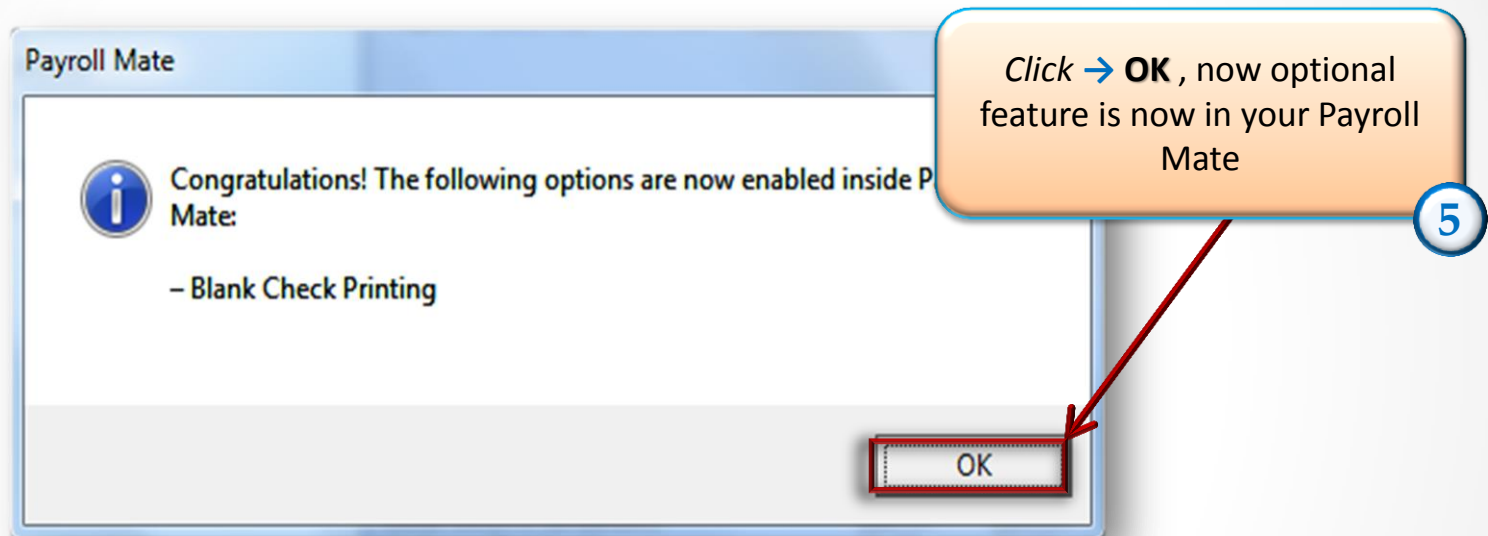 Payroll Mate
Click → OK , now optional
feature is now in your Payroll
Mate
5
Congratulations! The following options are now enabled inside P
Mate:
– Blank Check Printing
OK